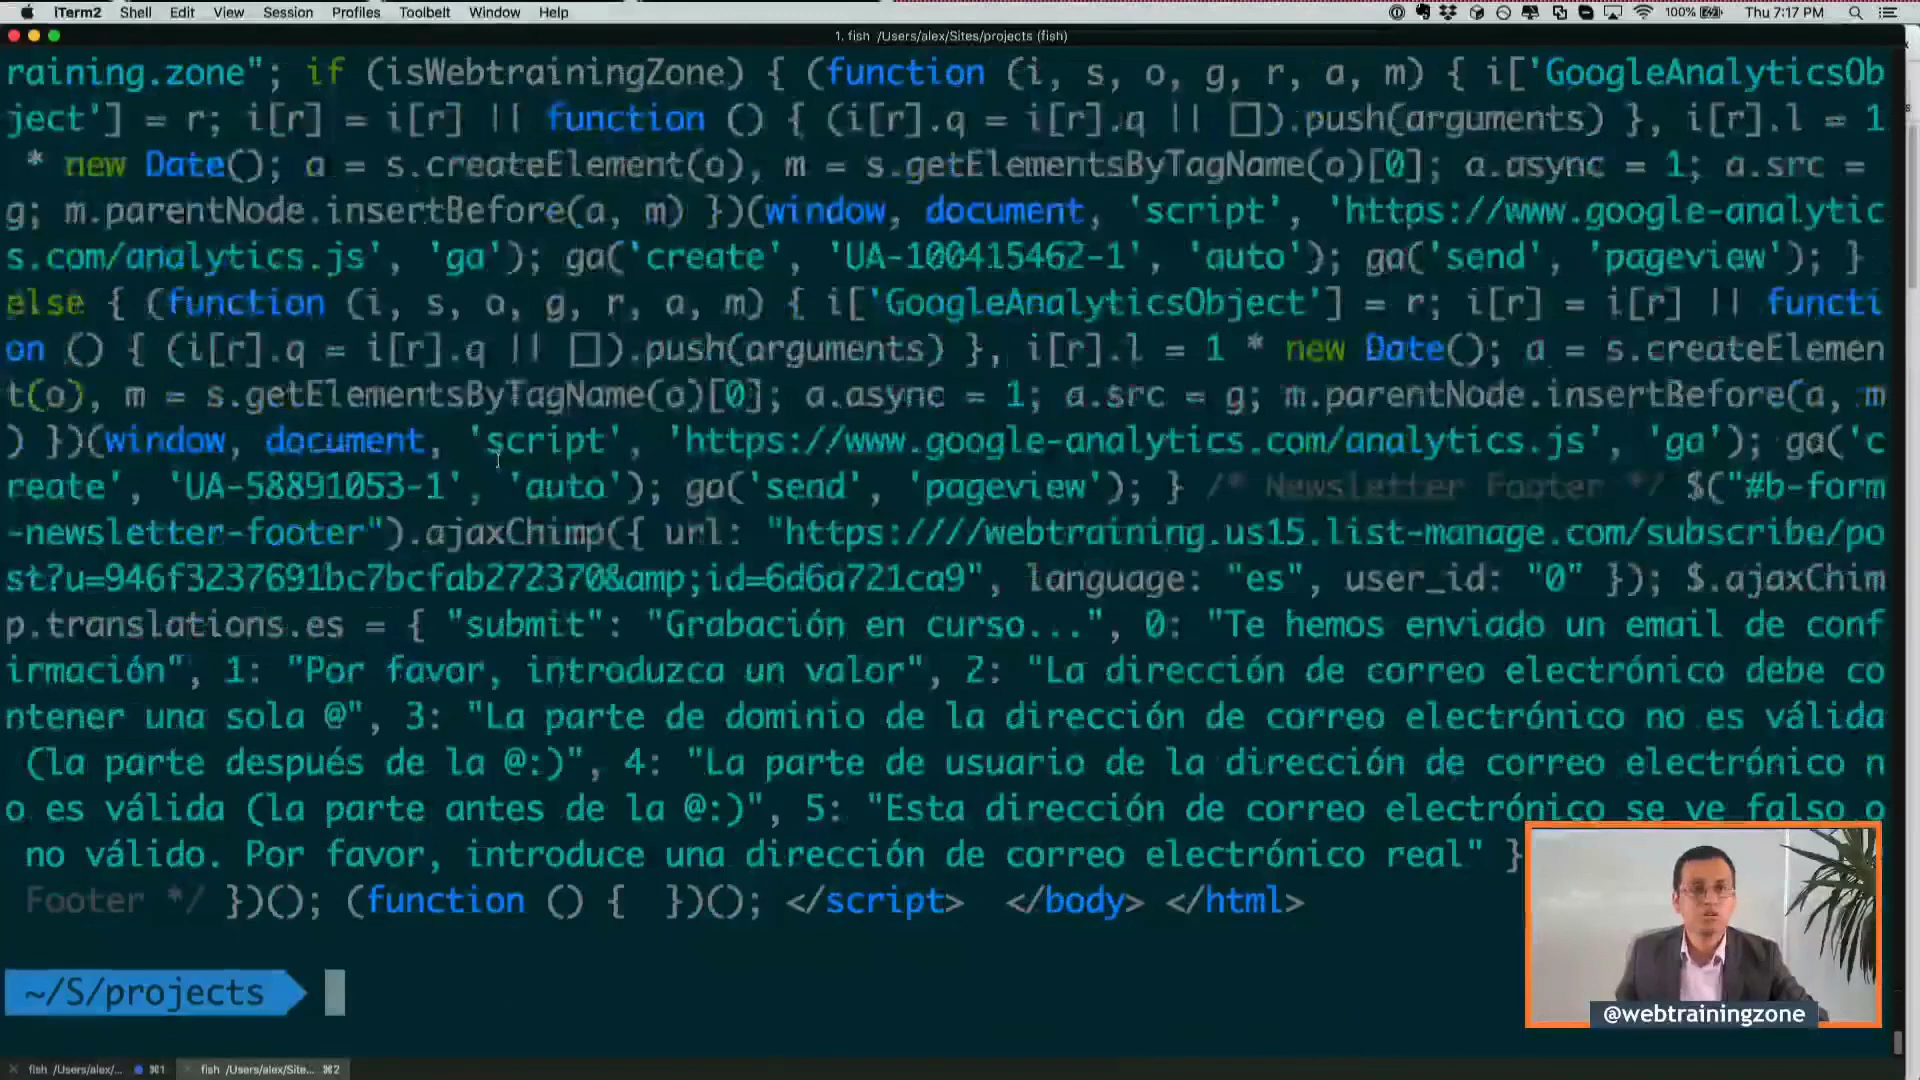 iTerm2 Shell Edit View Session Profiles Toolbelt Window Help 100% Thu 7:17 PM
1. fish /Users/alex/Sites/projects (fish)
raining.zone"; if (isWebtrainingZone) { (function (i, s, o, g, r, a, m) { i['GoogleAnalyticsOb
ject'] = r; i[r] = i[r] || function () { (i[r].q = i[r].q || []).push(arguments) }, i[r].l = 1
* new Date(); a = s.createElement(o), m = s.getElementsByTagName(o)[0]; a.async = 1; a.src =
g; m.parentNode.insertBefore(a, m) })(window, document, 'script', 'https://www.google-analytic
s.com/analytics.js', 'ga'); ga('create', 'UA-100415462-1', 'auto'); ga('send', 'pageview'); }
else { (function (i, s, o, g, r, a, m) { i['GoogleAnalyticsObject'] = r; i[r] = i[r] || functi
on () { (i[r].q = i[r].q || []).push(arguments) }, i[r].l = 1 * new Date(); a = s.createElemen
t(o), m = s.getElementsByTagName(o)[0]; a.async = 1; a.src = g; m.parentNode.insertBefore(a, m
) })(window, document, 'script', 'https://www.google-analytics.com/analytics.js', 'ga'); ga('c
reate', 'UA-58891053-1', 'auto'); ga('send', 'pageview'); } /* Newsletter Footer */ $("#b-form
-newsletter-footer").ajaxChimp({ url: "https:////webtraining.us15.list-manage.com/subscribe/po
st?u=946f3237691bc7bcfab272370&amp;id=6d6a721ca9", language: "es", user_id: "0" }); $.ajaxChim
p.translations.es = { "submit": "Grabación en curso...", 0: "Te hemos enviado un email de conf
irmación", 1: "Por favor, introduzca un valor", 2: "La dirección de correo electrónico debe co
ntener una sola @", 3: "La parte de dominio de la dirección de correo electrónico no es válida
(la parte después de la @:)", 4: "La parte de usuario de la dirección de correo electrónico n
o es válida (la parte antes de la @:)", 5: "Esta dirección de correo electrónico se ve falso o
no válido. Por favor, introduce una dirección de correo electrónico real" }
Footer */ })(); (function () { })(); </script> </body> </html>
~/S/projects
@webtrainingzone
fish /Users/alex/... ⌘1 fish /Users/alex/Site... ⌘2